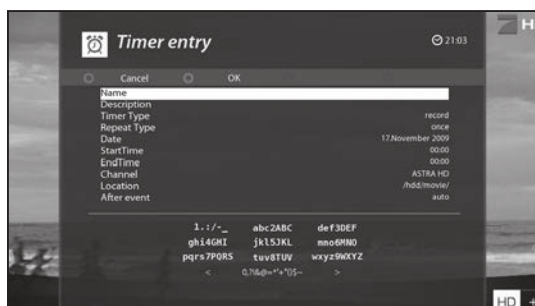 Timer entry
21:03
Cancel OK
Name
Description
Timer Type record
Repeat Type once
Date 17.November 2009
StartTime 00:00
EndTime 00:00
Channel ASTRA HD
Location /hdd/movie/
After event auto
1.:/-_ abc2ABC def3DEF
ghi4GHI jkl5JKL mno6MNO
pqrs7PQRS tuv8TUV wxyz9WXYZ
< >
H
HD +